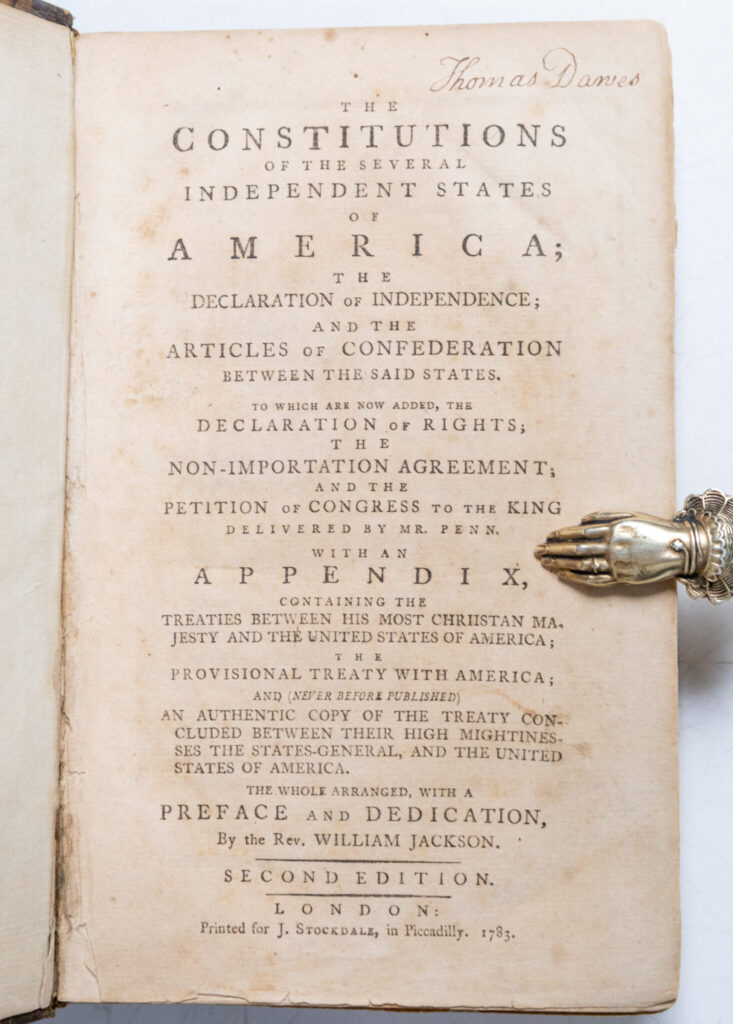 Thomas Dawes
THE
CONSTITUTIONS
OF THE SEVERAL
INDEPENDENT STATES
OF
AMERICA;
THE
DECLARATION OF INDEPENDENCE;
AND THE
ARTICLES OF CONFEDERATION
BETWEEN THE SAID STATES.
TO WHICH ARE NOW ADDED, THE
DECLARATION OF RIGHTS;
THE
NON-IMPORTATION AGREEMENT;
AND THE
PETITION OF CONGRESS TO THE KING
DELIVERED BY MR. PENN.
WITH AN
APPENDIX,
CONTAINING THE
TREATIES BETWEEN HIS MOST CHRIISTAN MA-
JESTY AND THE UNITED STATES OF AMERICA;
THE
PROVISIONAL TREATY WITH AMERICA;
AND (NEVER BEFORE PUBLISHED)
AN AUTHENTIC COPY OF THE TREATY CON-
CLUDED BETWEEN THEIR HIGH MIGHTINES-
SES THE STATES-GENERAL, AND THE UNITED
STATES OF AMERICA.
THE WHOLE ARRANGED, WITH A
PREFACE AND DEDICATION,
By the Rev. WILLIAM JACKSON.
SECOND EDITION.
LONDON:
Printed for J. STOCKDALE, in Piccadilly. 1783.